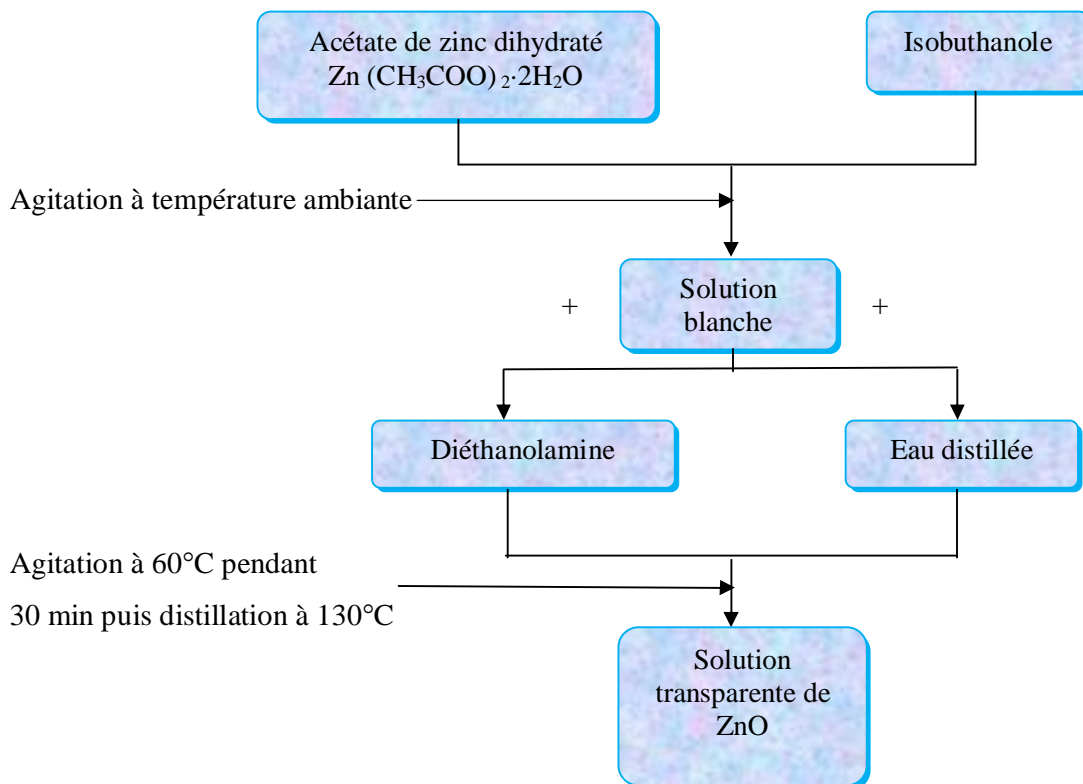 Acétate de zinc dihydraté
Zn (CH₃COO) ₂·2H₂O
Isobuthanole
Agitation à température ambiante
+
Solution
blanche
+
Diéthanolamine
Eau distillée
Agitation à 60°C pendant
30 min puis distillation à 130°C
Solution
transparente de
ZnO